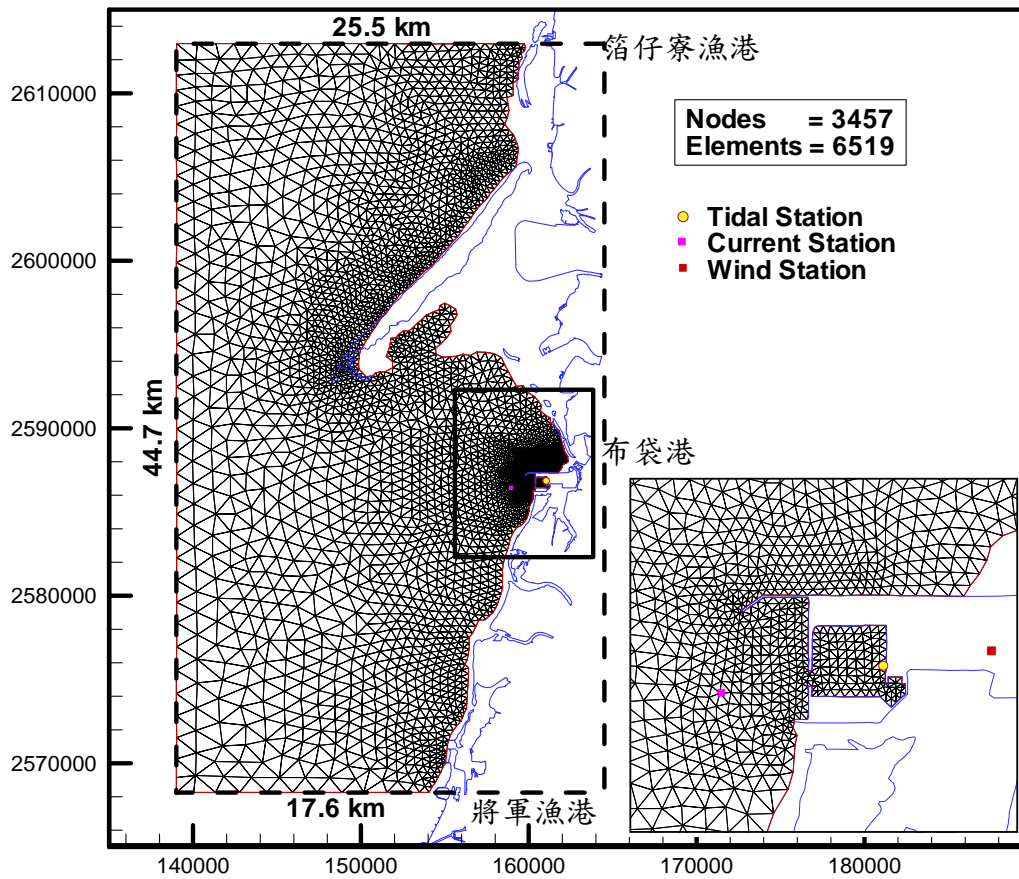 25.5 km
箔仔寮漁港
2610000
Nodes = 3457
Elements = 6519
Tidal Station
Current Station
Wind Station
2600000
44.7 km
2590000
布袋港
2580000
2570000
17.6 km
將軍漁港
140000 150000 160000 170000 180000